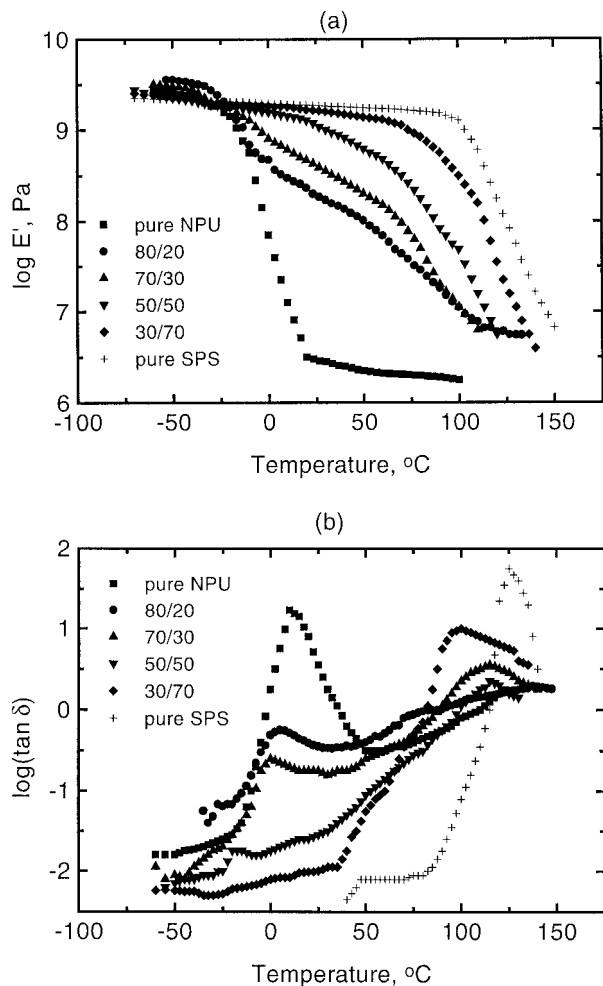 (a)
10
9
8
7
6
log E', Pa
pure NPU
80/20
70/30
50/50
30/70
pure SPS
-100 -50 0 50 100 150
Temperature, °C
(b)
2
1
0
-1
-2
log(tan δ)
pure NPU
80/20
70/30
50/50
30/70
pure SPS
-100 -50 0 50 100 150
Temperature, °C